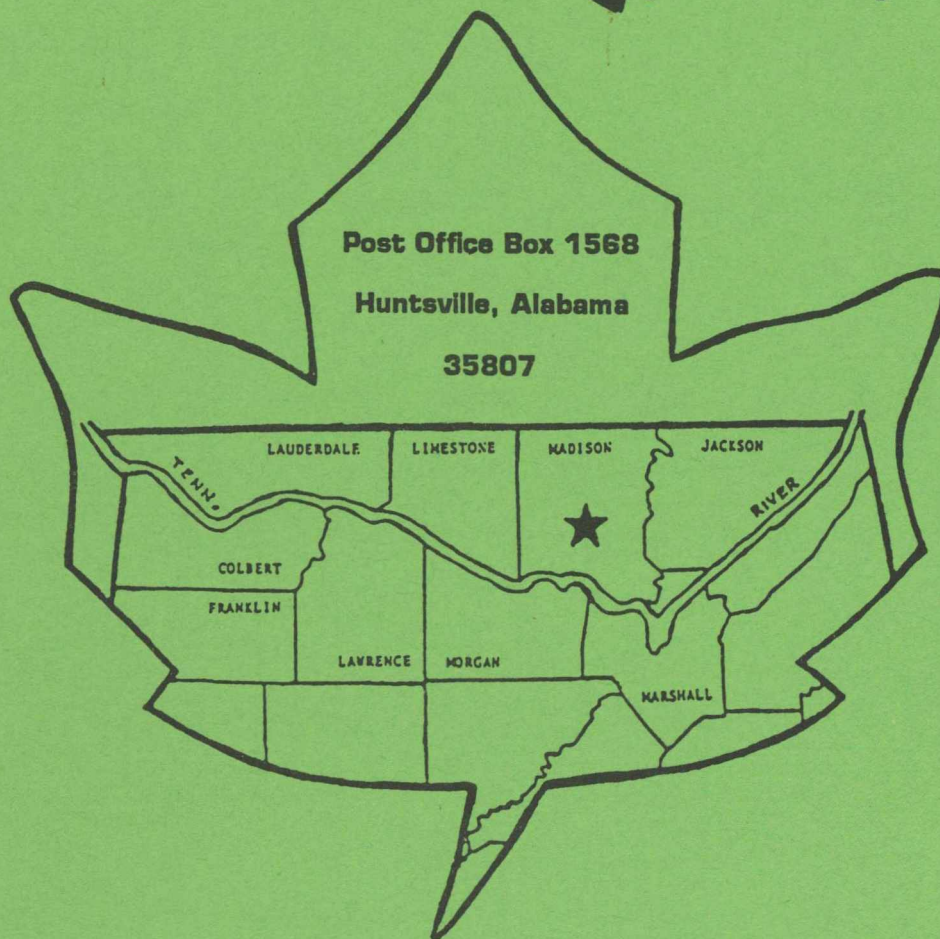 Post Office Box 1568
Huntsville, Alabama
35807
LAUDERDALE
LIMESTONE
MADISON
JACKSON
TENN.
RIVER
COLBERT
FRANKLIN
LAWRENCE
MORGAN
MARSHALL